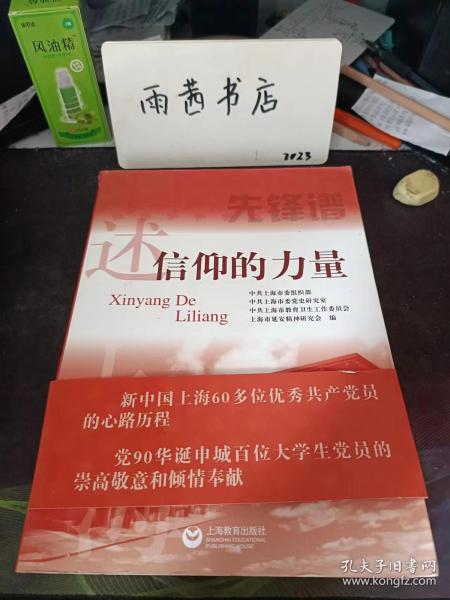 风油精
雨茜书店
2023
先锋谱
述
信仰的力量
Xinyang De
Liliang
中共上海市委组织部
中共上海市委党史研究室
中共上海市教育卫生工作委员会
上海市延安精神研究会 编
新中国上海60多位优秀共产党员
的心路历程
党90华诞申城百位大学生党员的
崇高敬意和倾情奉献
上海教育出版社
SHANGHAI EDUCATIONAL
PUBLISHING HOUSE
孔夫子旧书网
www.kongfz.com